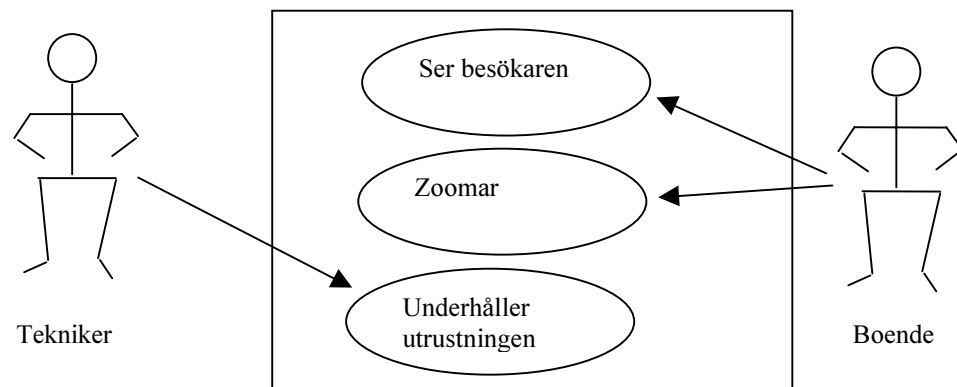 Ser besökaren
Zoomar
Underhåller
utrustningen
Tekniker
Boende